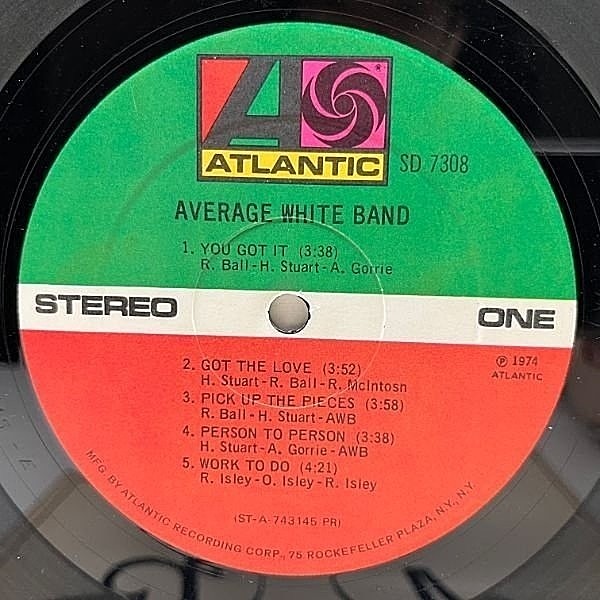 A
ATLANTIC
SD 7308
AVERAGE WHITE BAND
1. YOU GOT IT (3:38)
R. Ball-H. Stuart-A. Gorrie
STEREO
ONE
2. GOT THE LOVE (3:52)
H. Stuart-R. Ball-R. McIntosh
℗ 1974
ATLANTIC
3. PICK UP THE PIECES (3:58)
R. Ball-H. Stuart-AWB
4. PERSON TO PERSON (3:38)
H. Stuart-A. Gorrie-AWB
5. WORK TO DO (4:21)
R. Isley-O. Isley-R. Isley
(ST-A-743145 PR)
MFG. BY ATLANTIC RECORDING CORP., 75 ROCKEFELLER PLAZA, N.Y., N.Y.